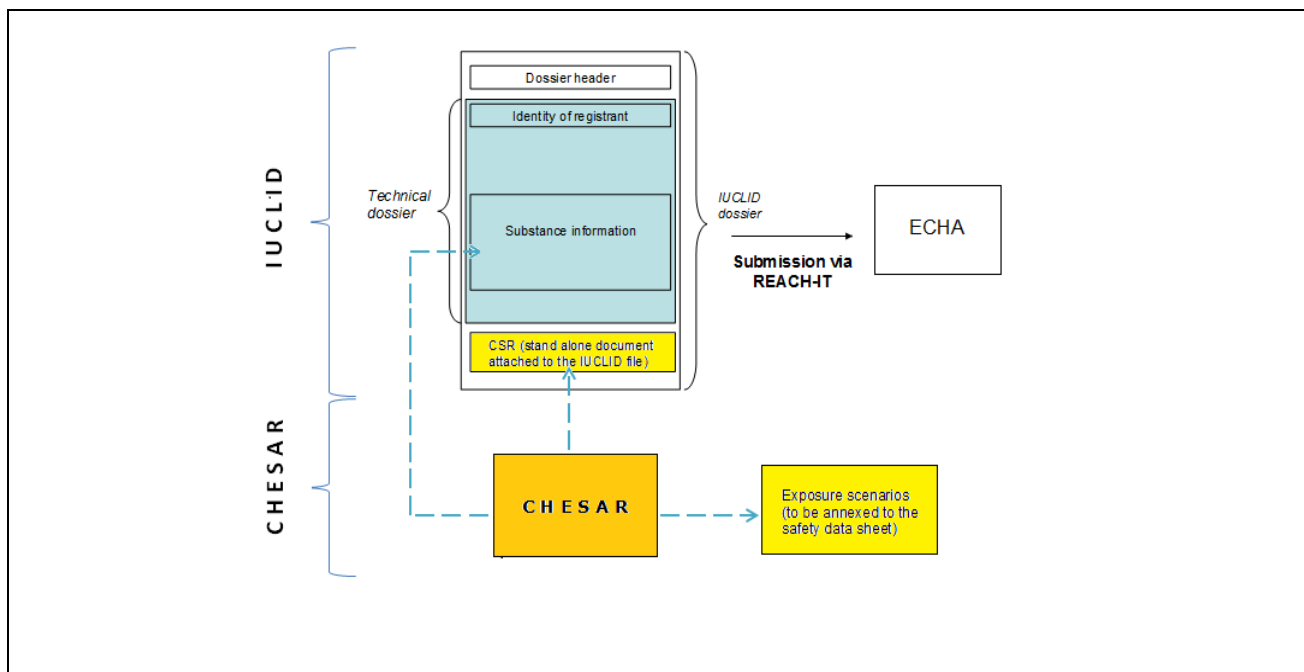 Dossier header
Identity of registrant
IUCLID
Technical
dossier
IUCLID
dossier
Substance information
ECHA
Submission via
REACH-IT
CSR (stand alone document
attached to the IUCLID file)
CHESAR
CHESAR
Exposure scenarios
(to be annexed to the
safety data sheet)